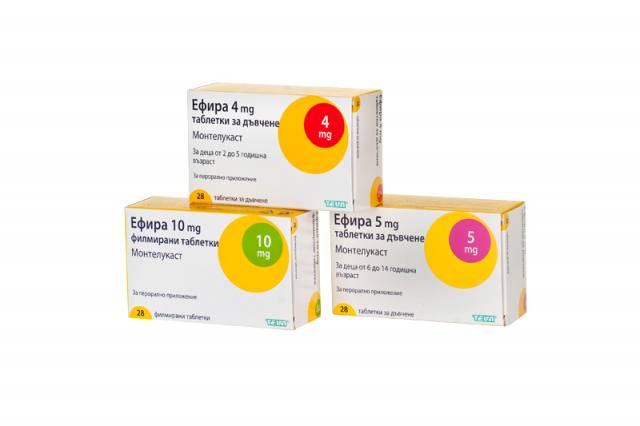 Ефира 4 mg
таблетки за дъвчене
Монтелукаст
За деца от 2 до 5 годишна
възраст
За перорално приложение
28 таблетки за дъвчене
4
mg
TEVA
Ефира 10 mg
филмирани таблетки
Монтелукаст
За перорално приложение
28 филмирани таблетки
10
mg
TEVA
Ефира 5 mg
таблетки за дъвчене
Монтелукаст
За деца от 6 до 14 годишна
възраст
За перорално приложение
28 таблетки за дъвчене
5
mg
TEVA